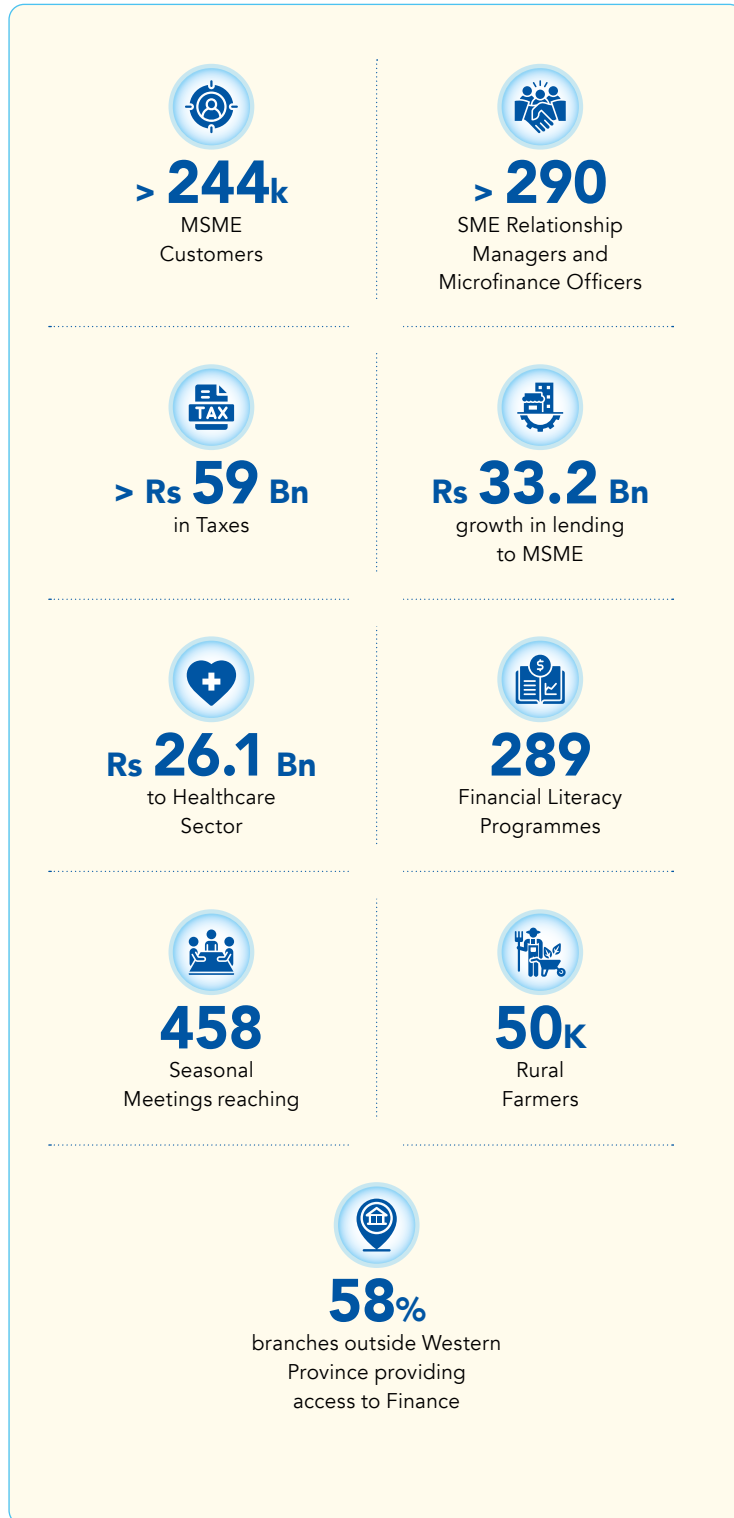 > 244k
MSME
Customers
> 290
SME Relationship
Managers and
Microfinance Officers
TAX
> Rs 59 Bn
in Taxes
Rs 33.2 Bn
growth in lending
to MSME
Rs 26.1 Bn
to Healthcare
Sector
$
289
Financial Literacy
Programmes
458
Seasonal
Meetings reaching
50K
Rural
Farmers
58%
branches outside Western
Province providing
access to Finance